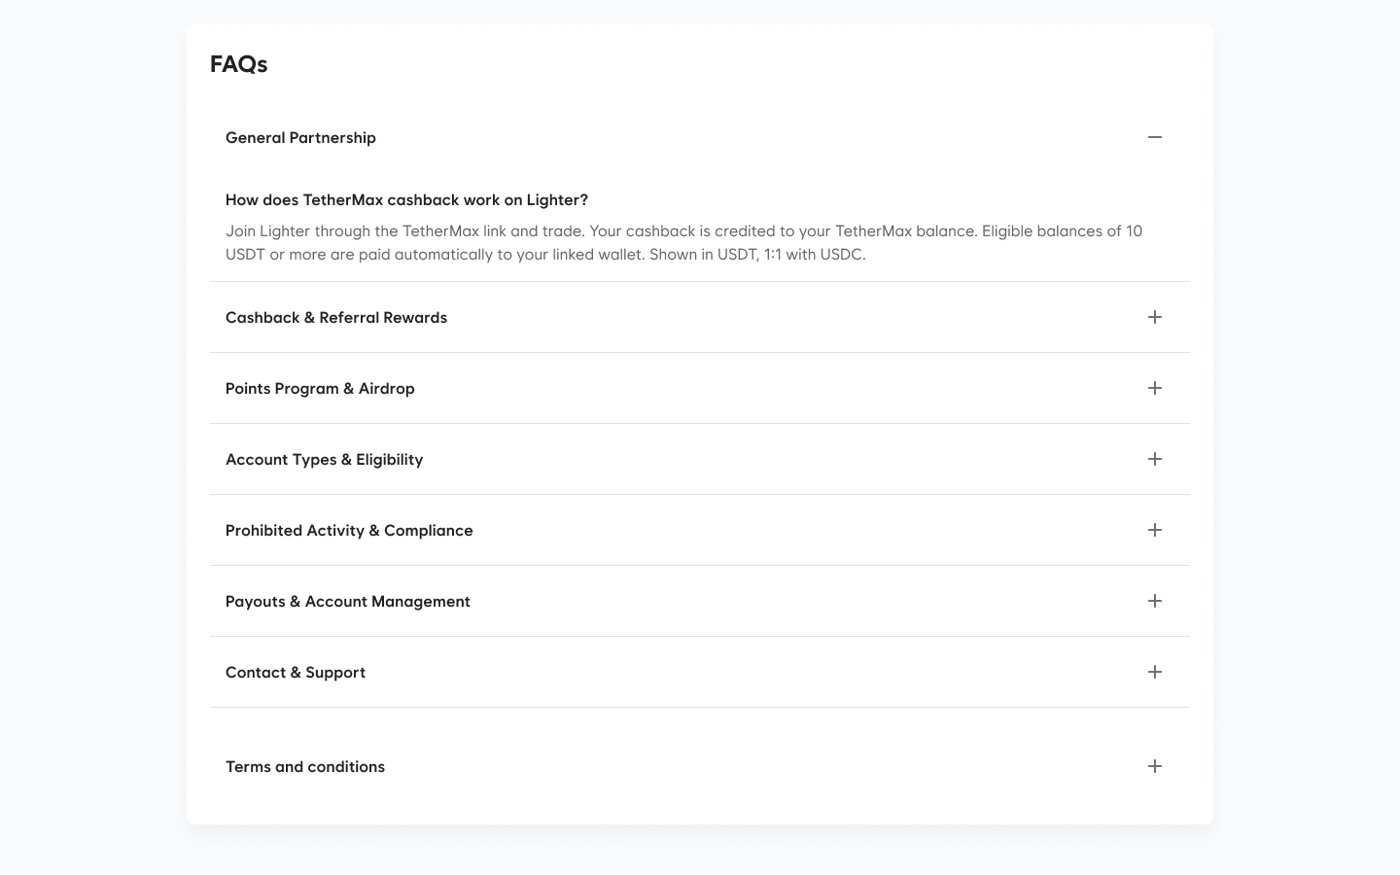 FAQs
General Partnership
How does TetherMax cashback work on Lighter?
Join Lighter through the TetherMax link and trade. Your cashback is credited to your TetherMax balance. Eligible balances of 10
USDT or more are paid automatically to your linked wallet. Shown in USDT, 1:1 with USDC.
Cashback & Referral Rewards
Points Program & Airdrop
Account Types & Eligibility
Prohibited Activity & Compliance
Payouts & Account Management
Contact & Support
Terms and conditions